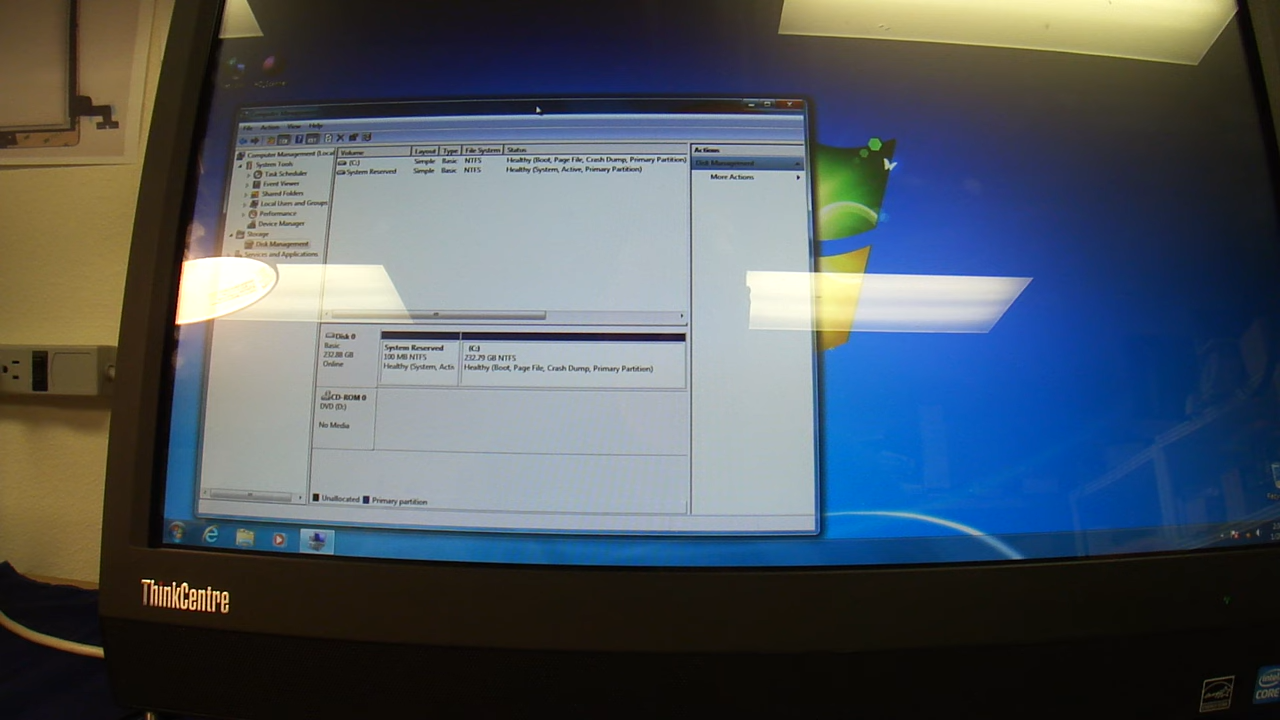 Computer Management
File Action View Help
Computer Management (Local
System Tools
Task Scheduler
Event Viewer
Shared Folders
Local Users and Groups
Performance
Device Manager
Storage
Disk Management
Services and Applications
Volume Layout Type File System Status
(C:) Simple Basic NTFS Healthy (Boot, Page File, Crash Dump, Primary Partition)
System Reserved Simple Basic NTFS Healthy (System, Active, Primary Partition)
Actions
Disk Management
More Actions
Disk 0
Basic
232.88 GB
Online
System Reserved
100 MB NTFS
Healthy (System, Acti
(C:)
232.79 GB NTFS
Healthy (Boot, Page File, Crash Dump, Primary Partition)
CD-ROM 0
DVD (D:)
No Media
Unallocated Primary partition
ThinkCentre
intel
CORE